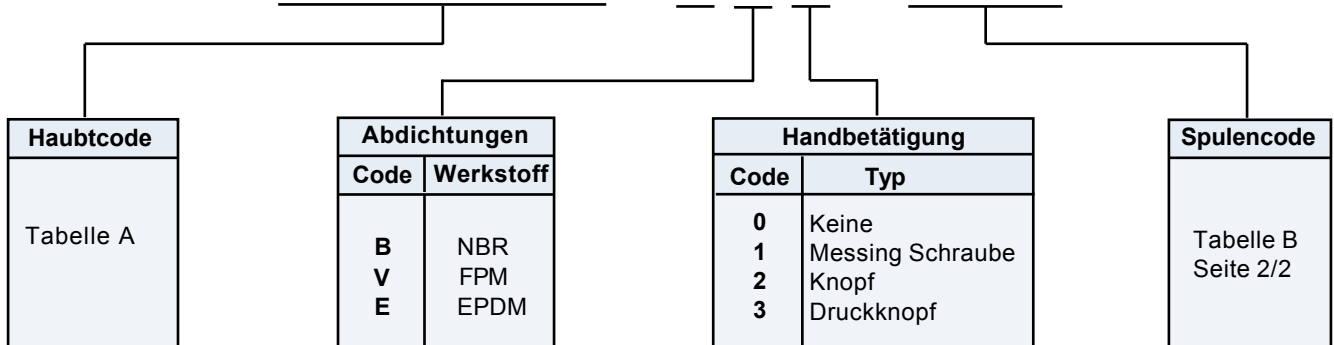 Haubtcode
Tabelle A
Abdichtungen
Code Werkstoff
B NBR
V FPM
E EPDM
Handbetätigung
Code Typ
0 Keine
1 Messing Schraube
2 Knopf
3 Druckknopf
Spulencode
Tabelle B
Seite 2/2